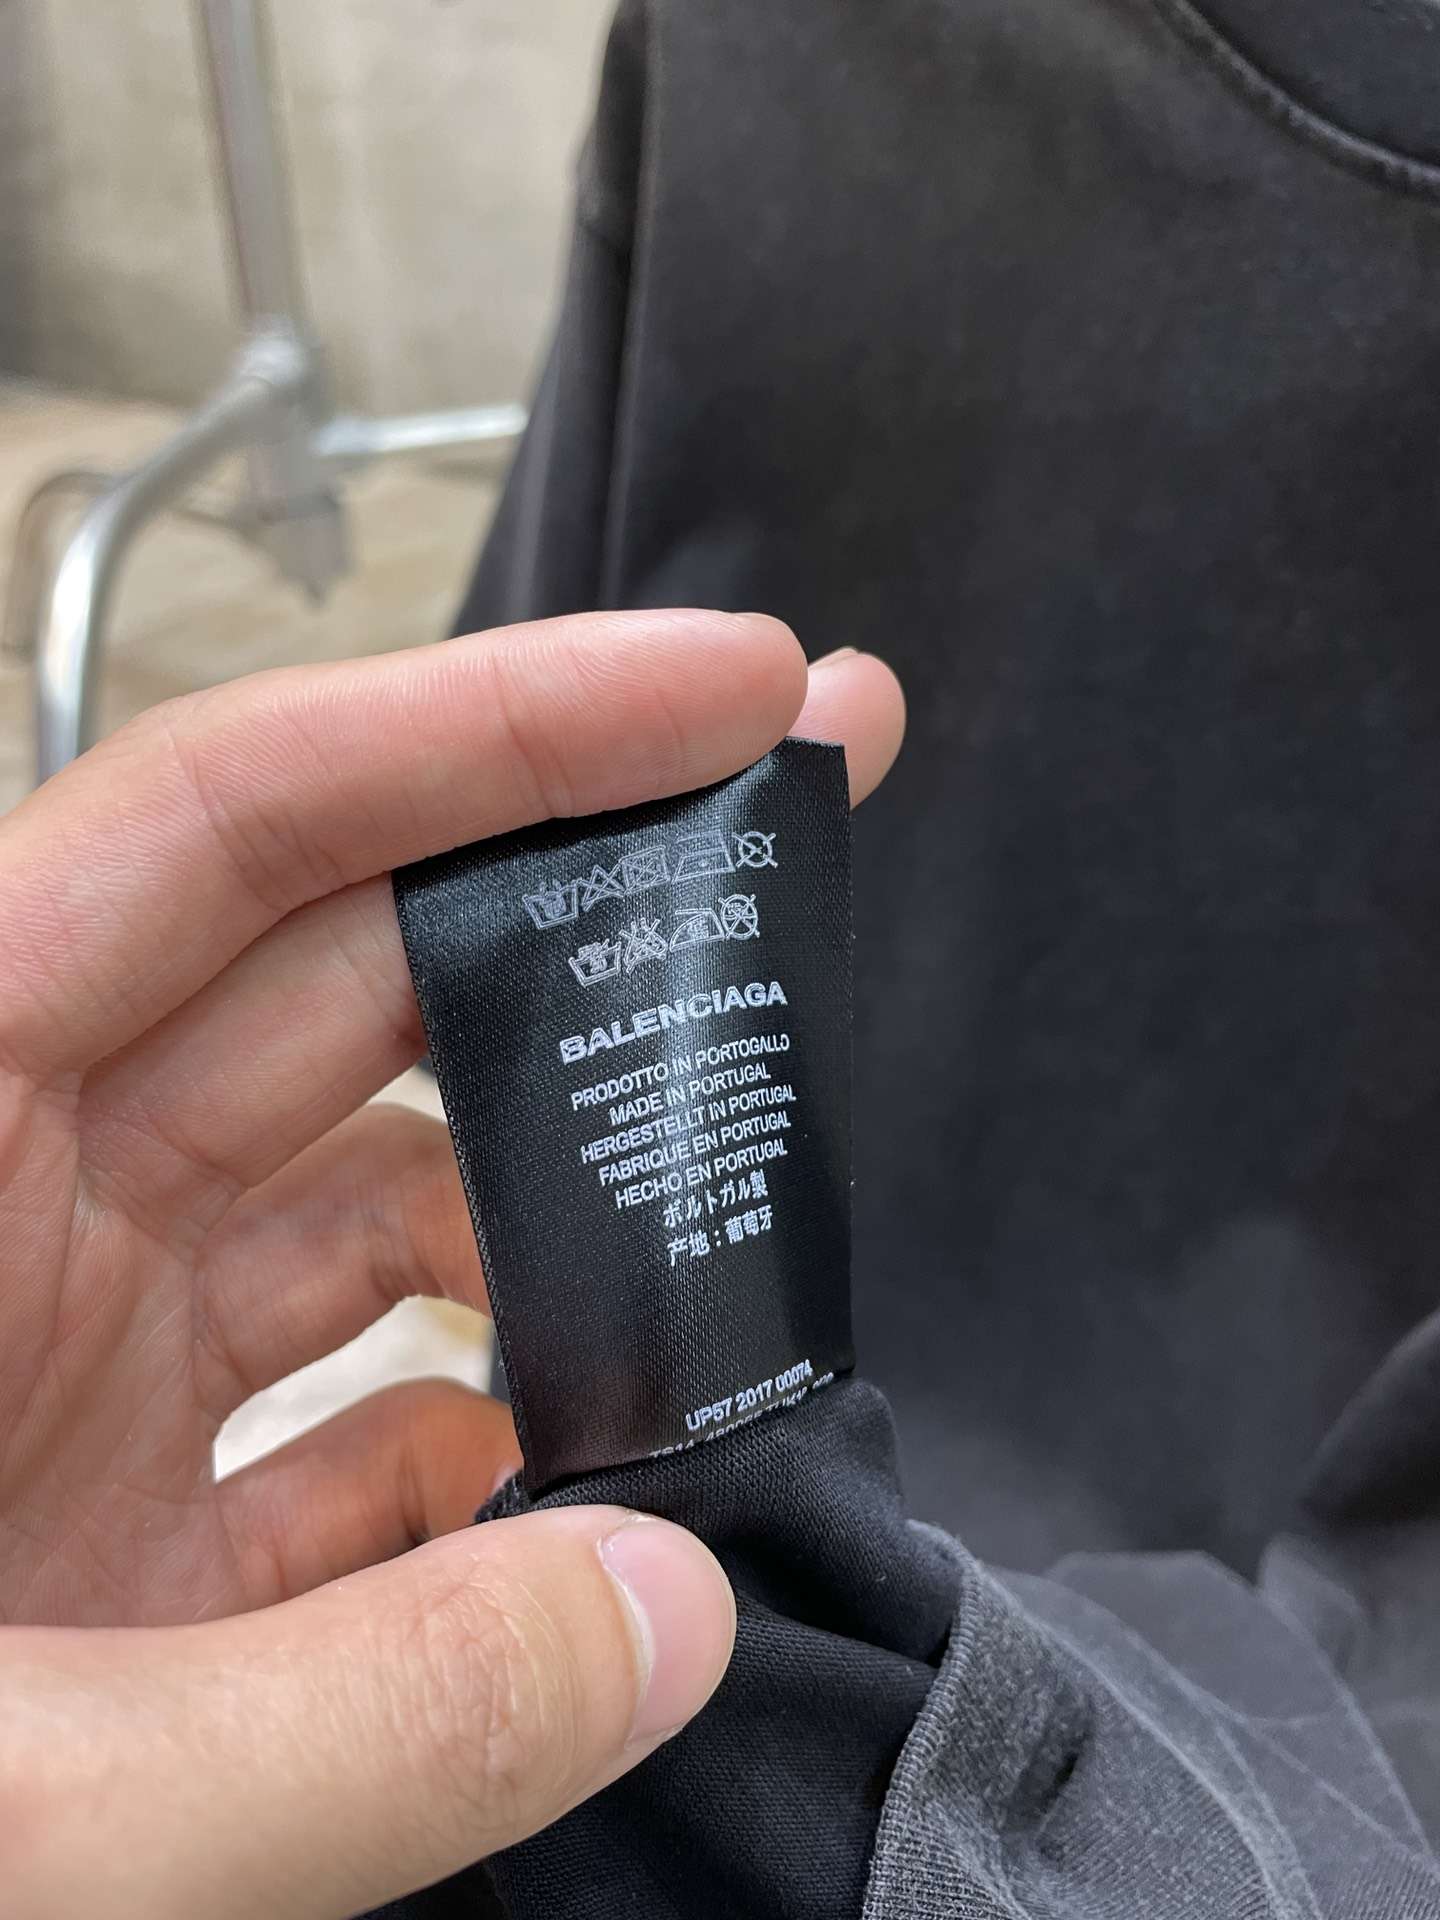 BALENCIAGA
PRODOTTO IN PORTOGALLO
MADE IN PORTUGAL
HERGESTELLT IN PORTUGAL
FABRIQUE EN PORTUGAL
HECHO EN PORTUGAL
ポルトガル製
产地：葡萄牙
UP57 2017 00074